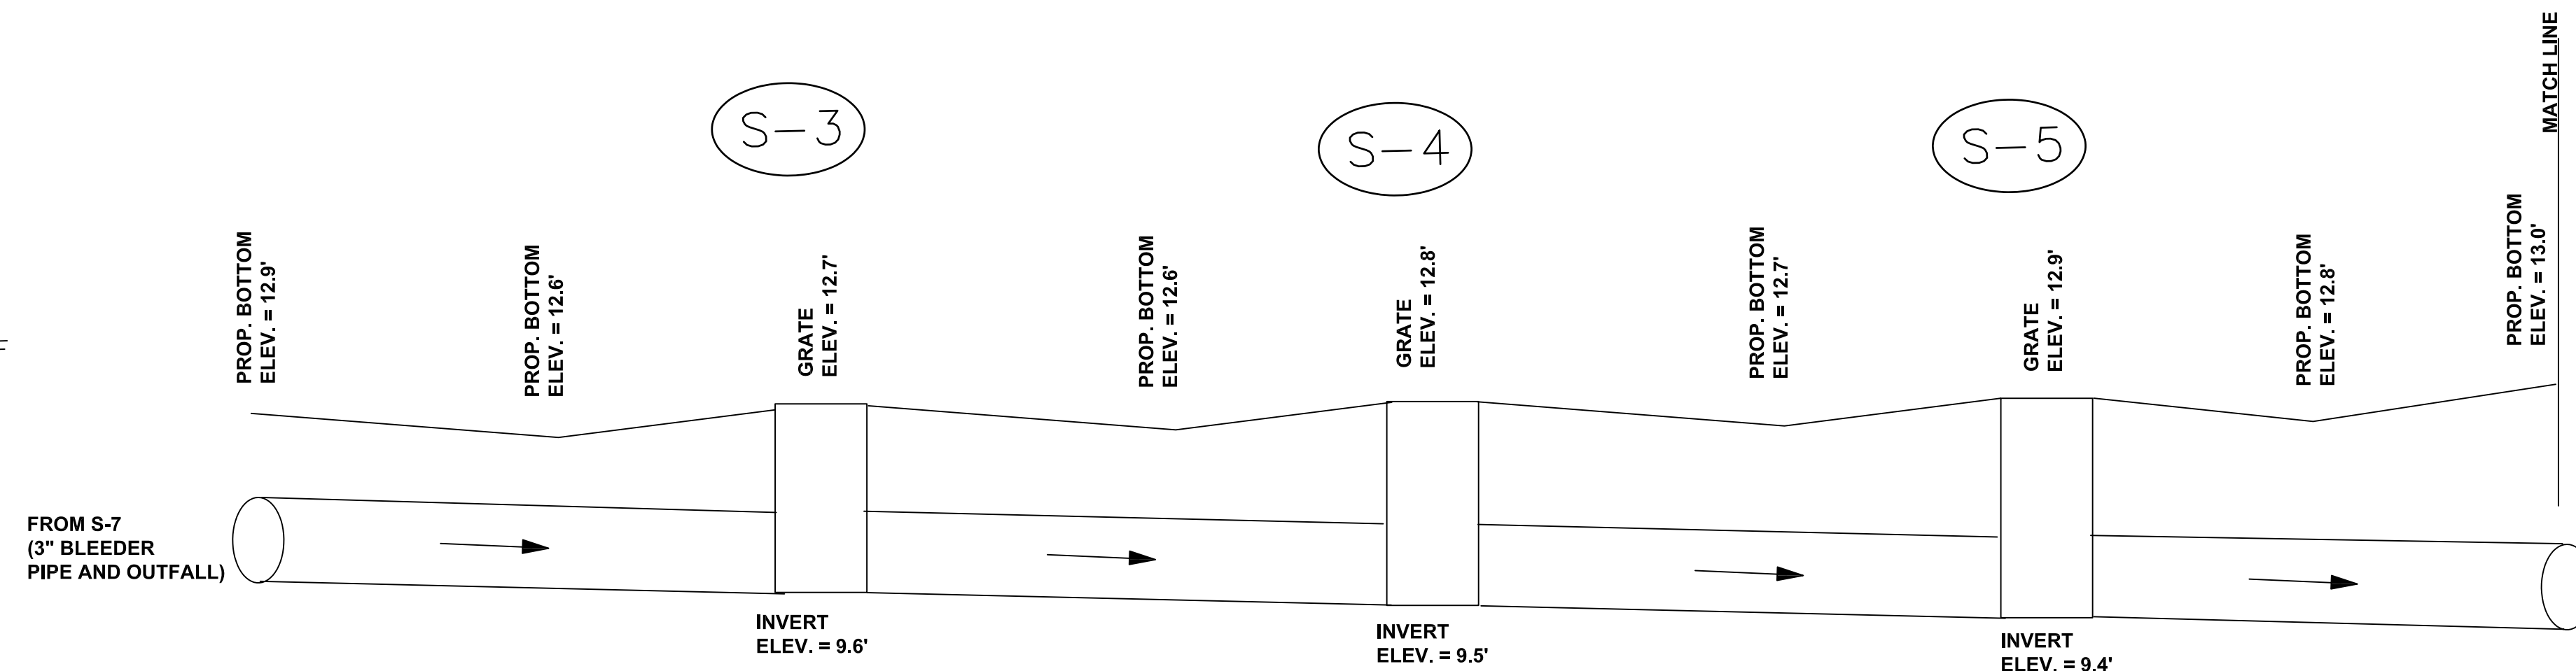 MATCH LINE
S-3
S-4
S-5
PROP. BOTTOM
ELEV. = 12.9'
PROP. BOTTOM
ELEV. = 12.6'
GRATE
ELEV. = 12.7'
PROP. BOTTOM
ELEV. = 12.6'
GRATE
ELEV. = 12.8'
PROP. BOTTOM
ELEV. = 12.7'
GRATE
ELEV. = 12.9'
PROP. BOTTOM
ELEV. = 12.8'
PROP. BOTTOM
ELEV. = 13.0'
FROM S-7
(3" BLEEDER
PIPE AND OUTFALL)
INVERT
ELEV. = 9.6'
INVERT
ELEV. = 9.5'
INVERT
ELEV. = 9.4'